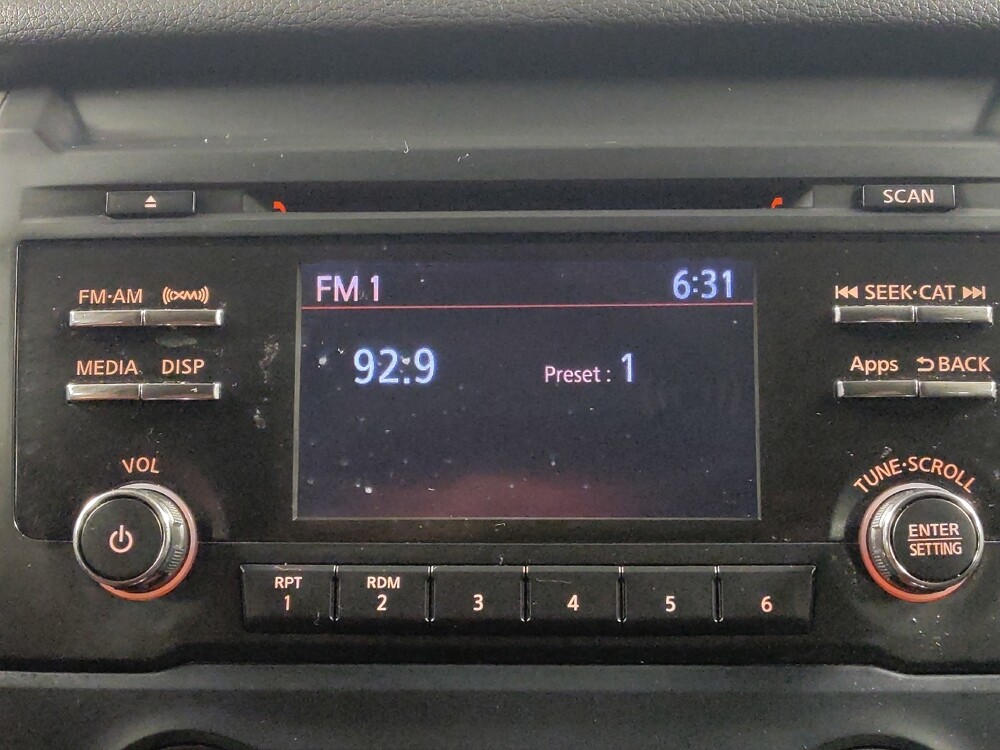 SCAN
FM·AM
((XM))
SEEK·CAT
MEDIA
DISP
Apps
BACK
FM 1
6:31
92.9
Preset : 1
VOL
TUNE·SCROLL
ENTER
SETTING
RPT
1
RDM
2
3
4
5
6